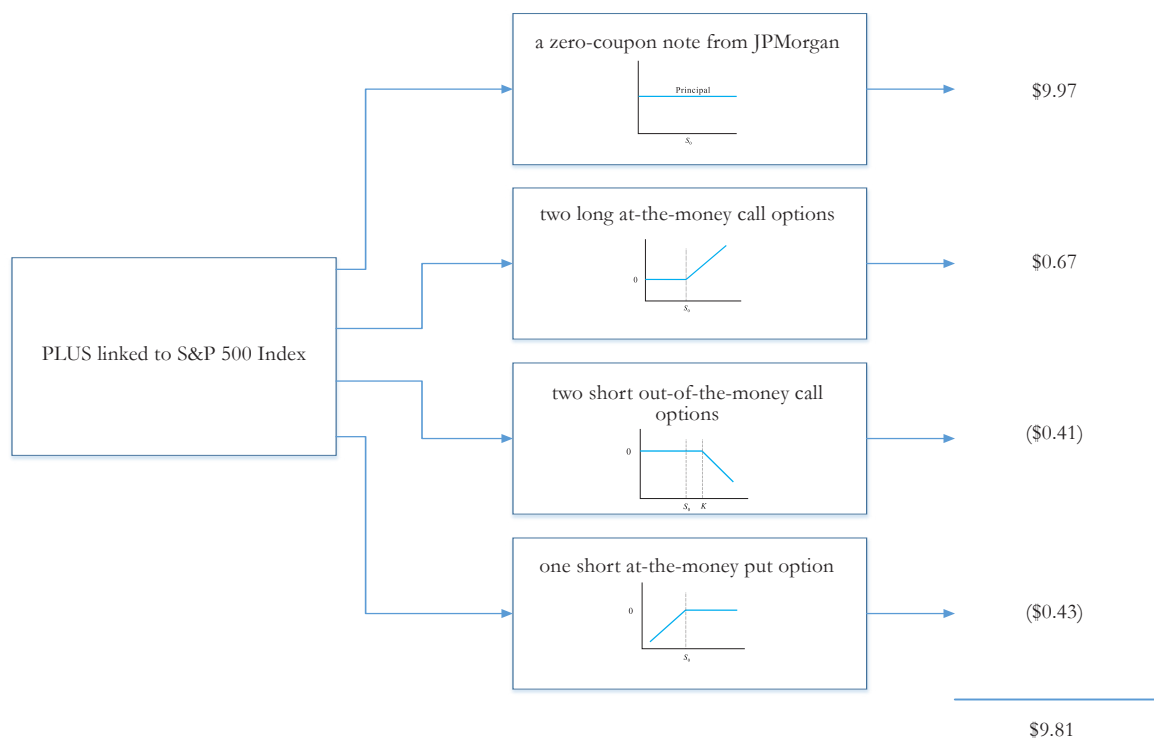 a zero-coupon note from JPMorgan
Principal
S₀
$9.97
two long at-the-money call options
0
S₀
$0.67
PLUS linked to S&P 500 Index
two short out-of-the-money call
options
0
S₀ K
($0.41)
one short at-the-money put option
0
S₀
($0.43)
$9.81